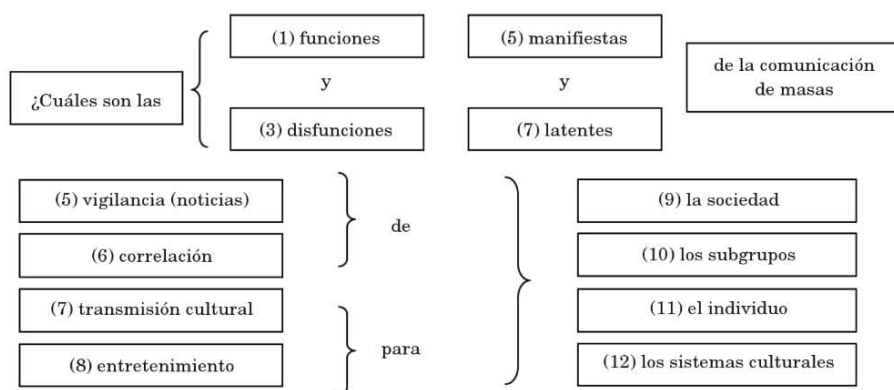 ¿Cuáles son las
(1) funciones
y
(3) disfunciones
(5) manifiestas
y
(7) latentes
de la comunicación
de masas
(5) vigilancia (noticias)
(6) correlación
(7) transmisión cultural
(8) entretenimiento
de
para
(9) la sociedad
(10) los subgrupos
(11) el individuo
(12) los sistemas culturales